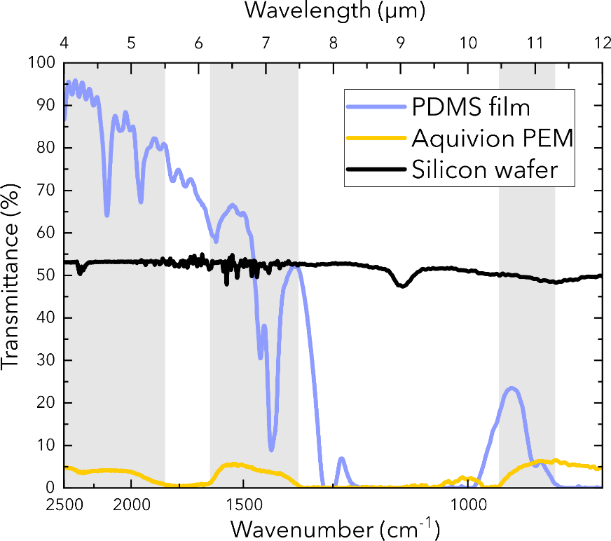 Wavelength (µm)
4 5 6 7 8 9 10 11 12
100
90
80
70
60
50
40
30
20
10
0
Transmittance (%)
PDMS film
Aquivion PEM
Silicon wafer
2500 2000 1500 1000
Wavenumber (cm⁻¹)